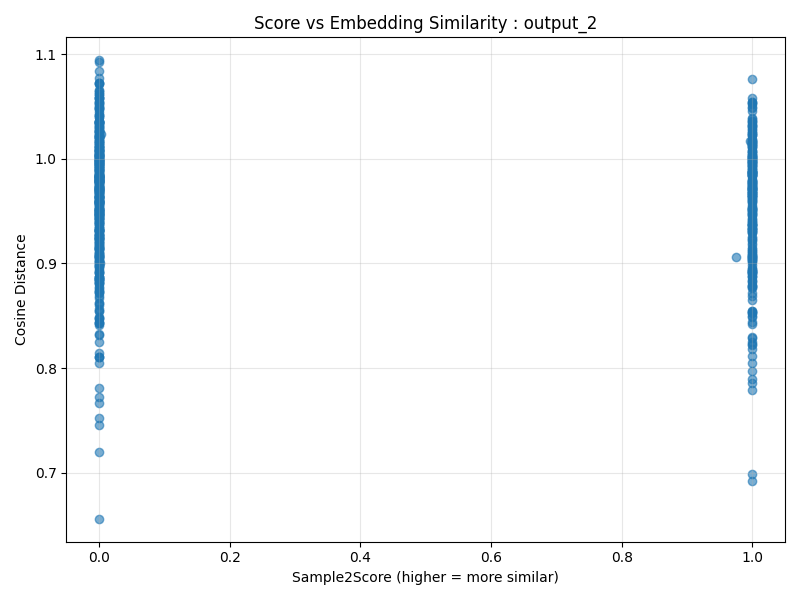 Score vs Embedding Similarity : output_2
1.1
1.0
0.9
0.8
0.7
Cosine Distance
0.0 0.2 0.4 0.6 0.8 1.0
Sample2Score (higher = more similar)